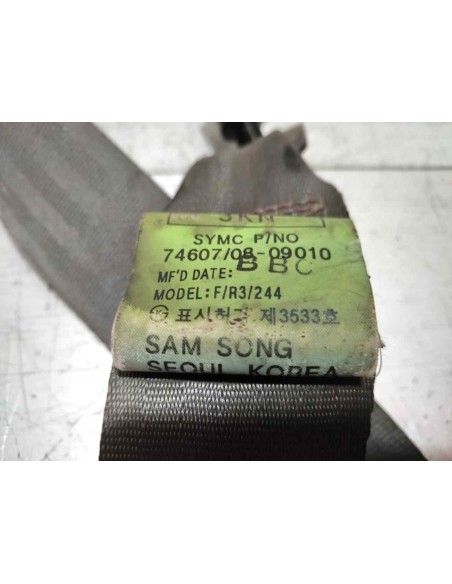 SYMC P/NO
74607/08-09010
MF'D DATE: BBC
MODEL: F/R3/244
표시허가 제3533호
SAM SONG
SEOUL KOREA